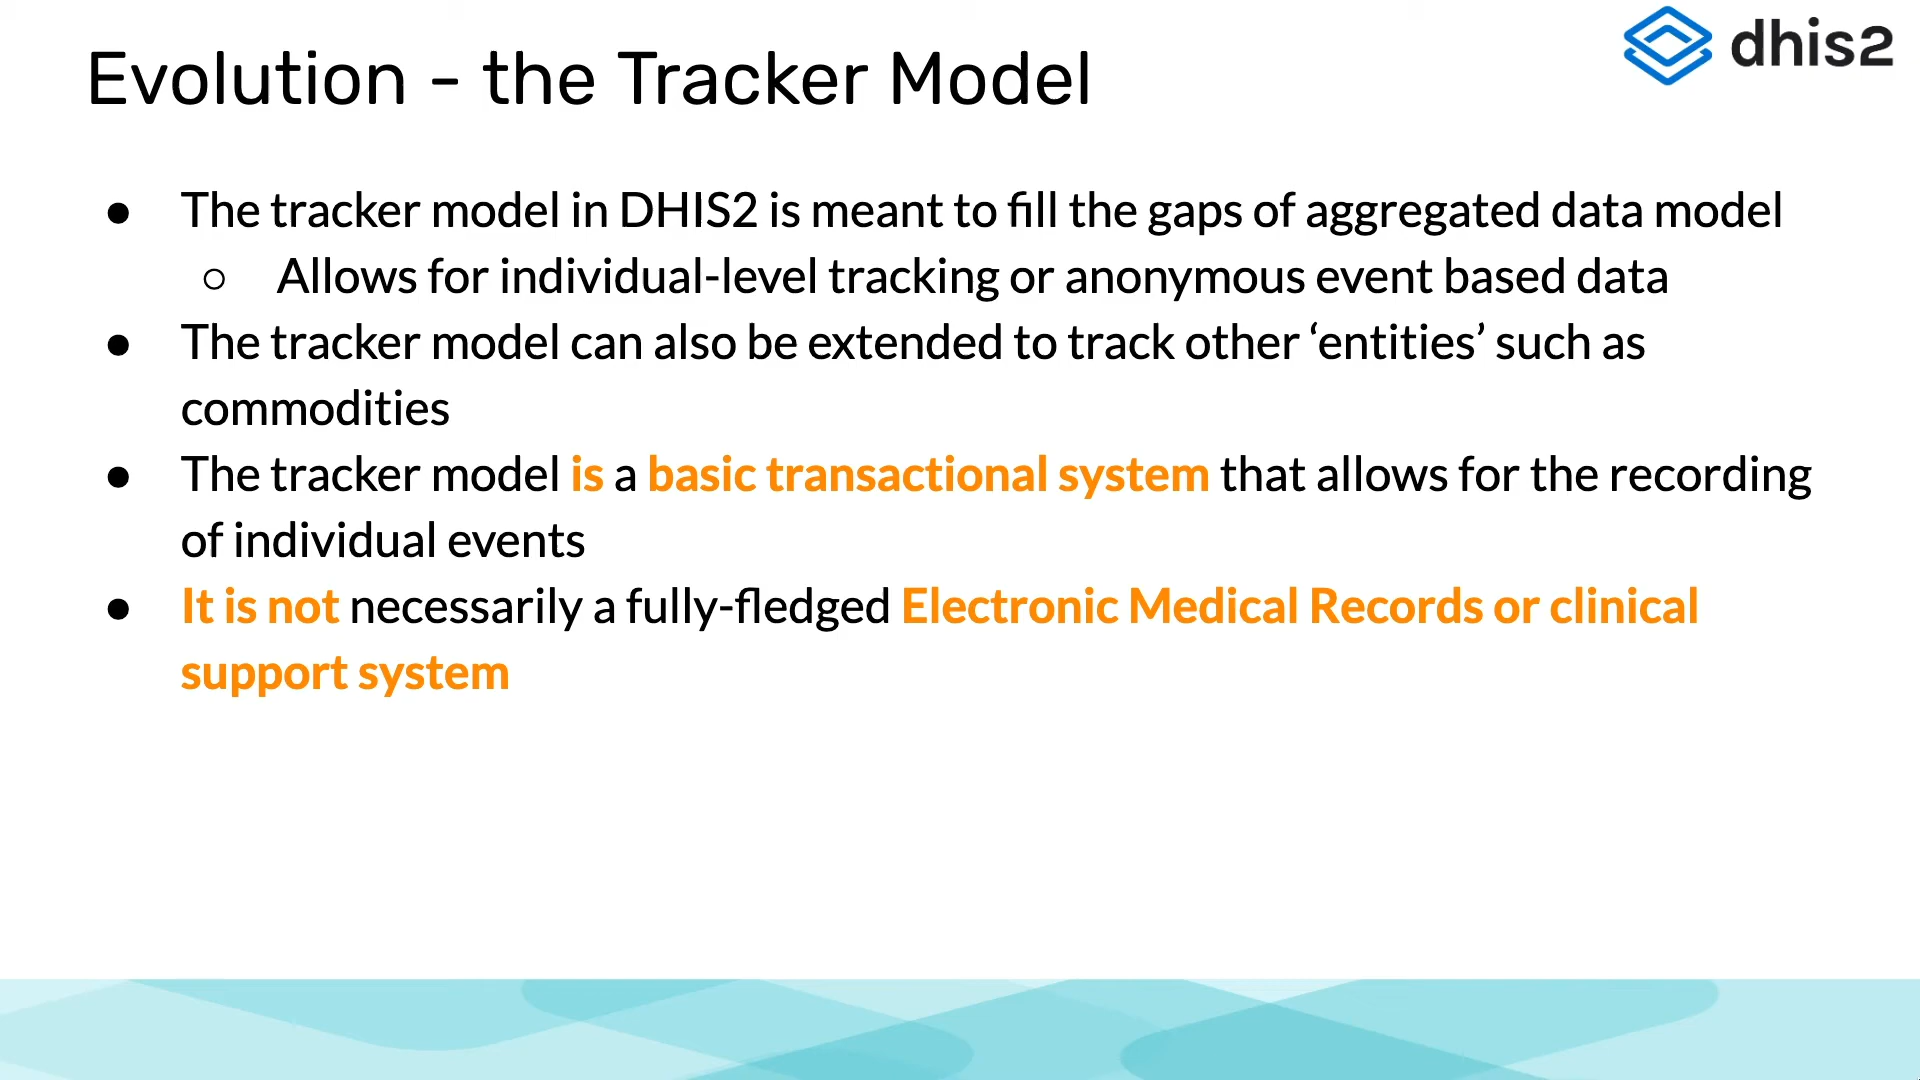 dhis2
Evolution - the Tracker Model
● The tracker model in DHIS2 is meant to fill the gaps of aggregated data model
○ Allows for individual-level tracking or anonymous event based data
● The tracker model can also be extended to track other ‘entities’ such as
commodities
● The tracker model is a basic transactional system that allows for the recording
of individual events
● It is not necessarily a fully-fledged Electronic Medical Records or clinical
support system